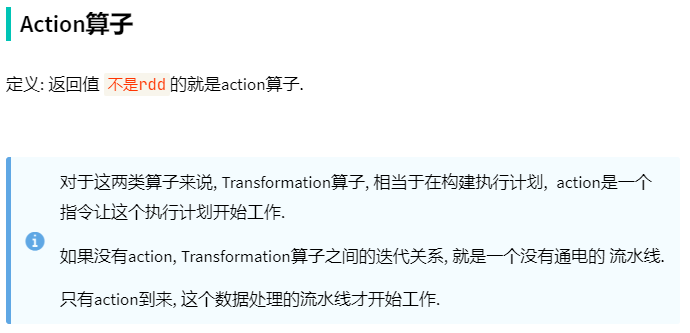 Action算子
定义: 返回值 不是rdd 的就是action算子.
对于这两类算子来说, Transformation算子, 相当于在构建执行计划, action是一个
指令让这个执行计划开始工作.
如果没有action, Transformation算子之间的迭代关系, 就是一个没有通电的 流水线.
只有action到来, 这个数据处理的流水线才开始工作.